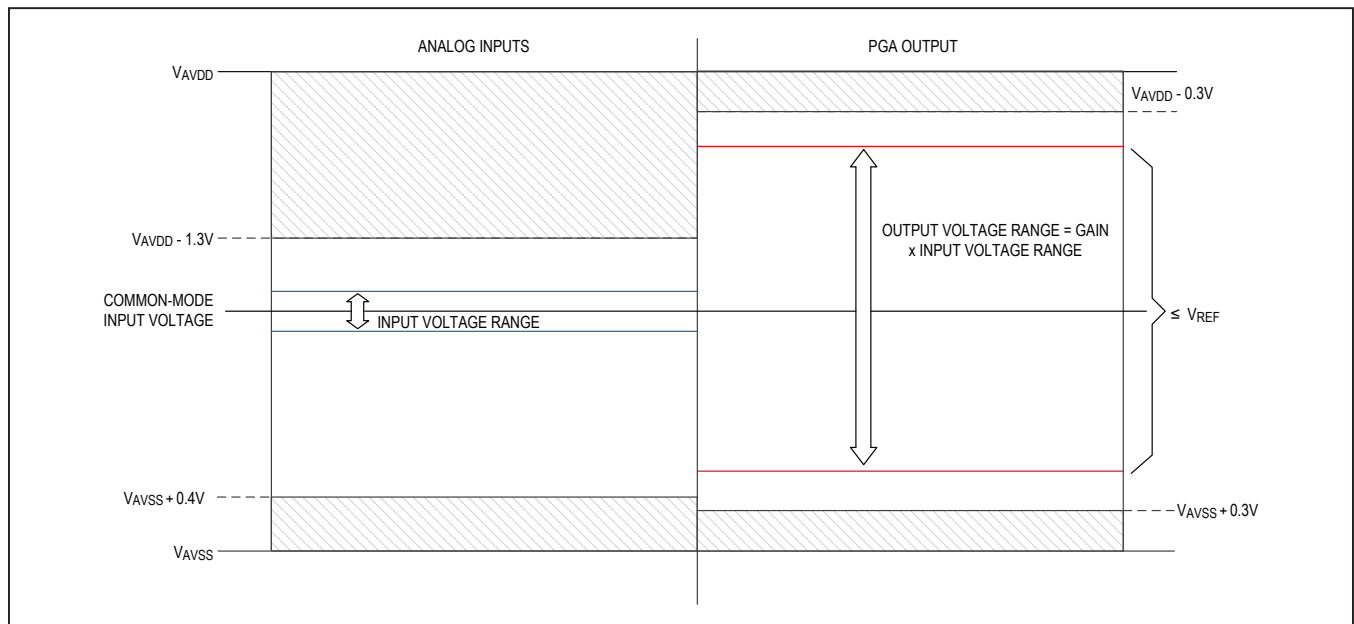 ANALOG INPUTS
PGA OUTPUT
VAVDD
VAVDD - 0.3V
VAVDD - 1.3V
OUTPUT VOLTAGE RANGE = GAIN
x INPUT VOLTAGE RANGE
COMMON-MODE
INPUT VOLTAGE
INPUT VOLTAGE RANGE
≤ VREF
VAVSS + 0.4V
VAVSS + 0.3V
VAVSS